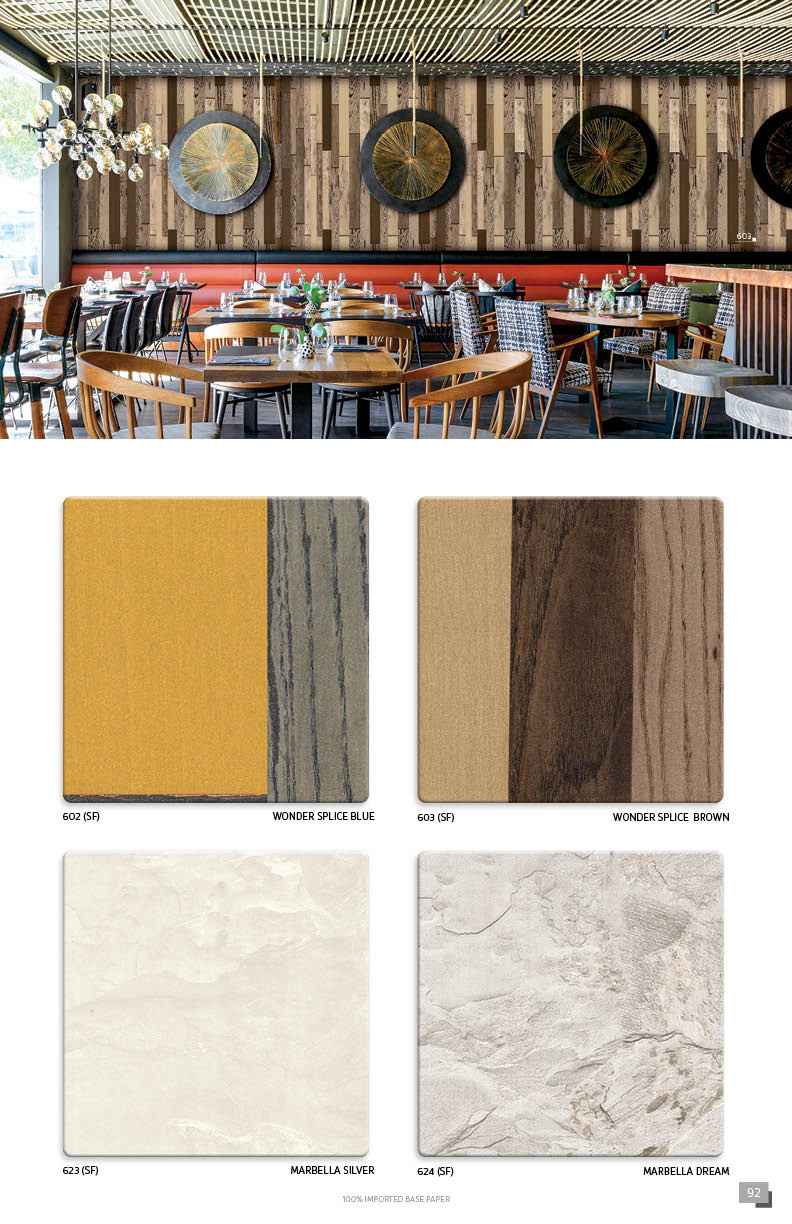 603
602 (SF) WONDER SPLICE BLUE
603 (SF) WONDER SPLICE BROWN
623 (SF) MARBELLA SILVER
624 (SF) MARBELLA DREAM
100% IMPORTED BASE PAPER
92